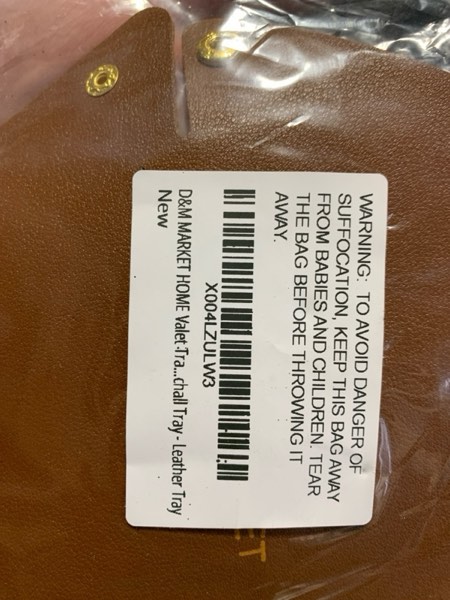 WARNING: TO AVOID DANGER OF
SUFFOCATION, KEEP THIS BAG AWAY
FROM BABIES AND CHILDREN. TEAR
THE BAG BEFORE THROWING IT
AWAY.
X004LZULW3
D&M MARKET HOME Valet Tra...chall Tray - Leather Tray
New
ET